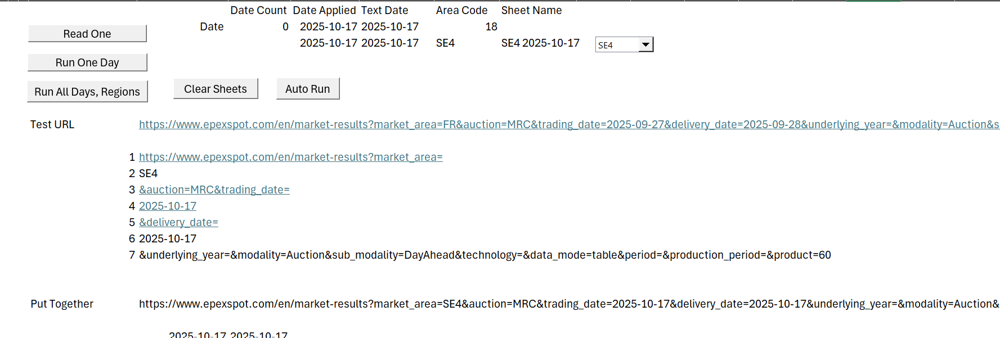 Date Count Date Applied Text Date Area Code Sheet Name
Read One Date 0 2025-10-17 2025-10-17 18
2025-10-17 2025-10-17 SE4 SE4 2025-10-17 SE4
Run One Day
Run All Days, Regions Clear Sheets Auto Run
Test URL https://www.epexspot.com/en/market-results?market_area=FR&auction=MRC&trading_date=2025-09-27&delivery_date=2025-09-28&underlying_year=&modality=Auction&s
1 https://www.epexspot.com/en/market-results?market_area=
2 SE4
3 &auction=MRC&trading_date=
4 2025-10-17
5 &delivery_date=
6 2025-10-17
7 &underlying_year=&modality=Auction&sub_modality=DayAhead&technology=&data_mode=table&period=&production_period=&product=60
Put Together https://www.epexspot.com/en/market-results?market_area=SE4&auction=MRC&trading_date=2025-10-17&delivery_date=2025-10-17&underlying_year=&modality=Auction&
2025-10-17 2025-10-17